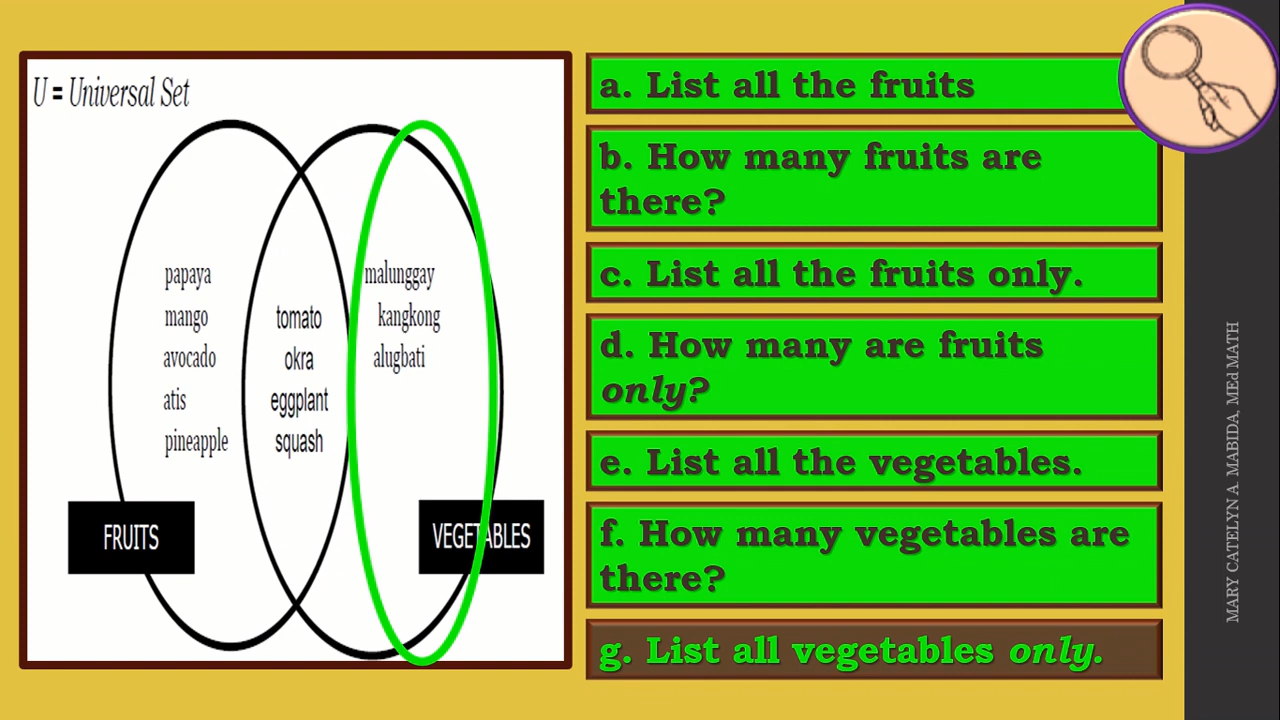 U = Universal Set
papaya
mango
avocado
atis
pineapple
tomato
okra
eggplant
squash
malunggay
kangkong
alugbati
FRUITS
VEGETABLES
a. List all the fruits
b. How many fruits are
there?
c. List all the fruits only.
d. How many are fruits
only?
e. List all the vegetables.
f. How many vegetables are
there?
g. List all vegetables only.
MARY CATELYN A. MABIDA, MEd MATH